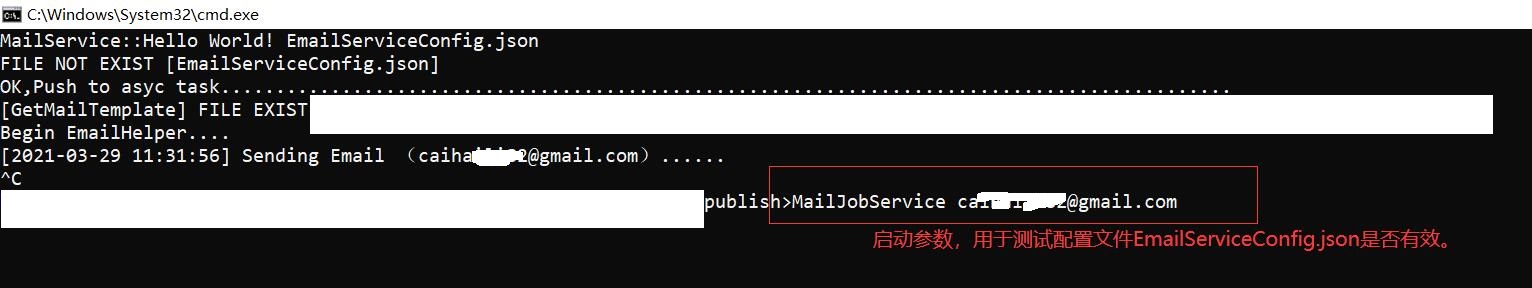 C:\Windows\System32\cmd.exe
MailService::Hello World! EmailServiceConfig.json
FILE NOT EXIST [EmailServiceConfig.json]
OK,Push to asyc task............................................................................................
[GetMailTemplate] FILE EXIST
Begin EmailHelper....
[2021-03-29 11:31:56] Sending Email （caiha @gmail.com）......
^C
publish>MailJobService cai @gmail.com
启动参数，用于测试配置文件EmailServiceConfig.json是否有效。